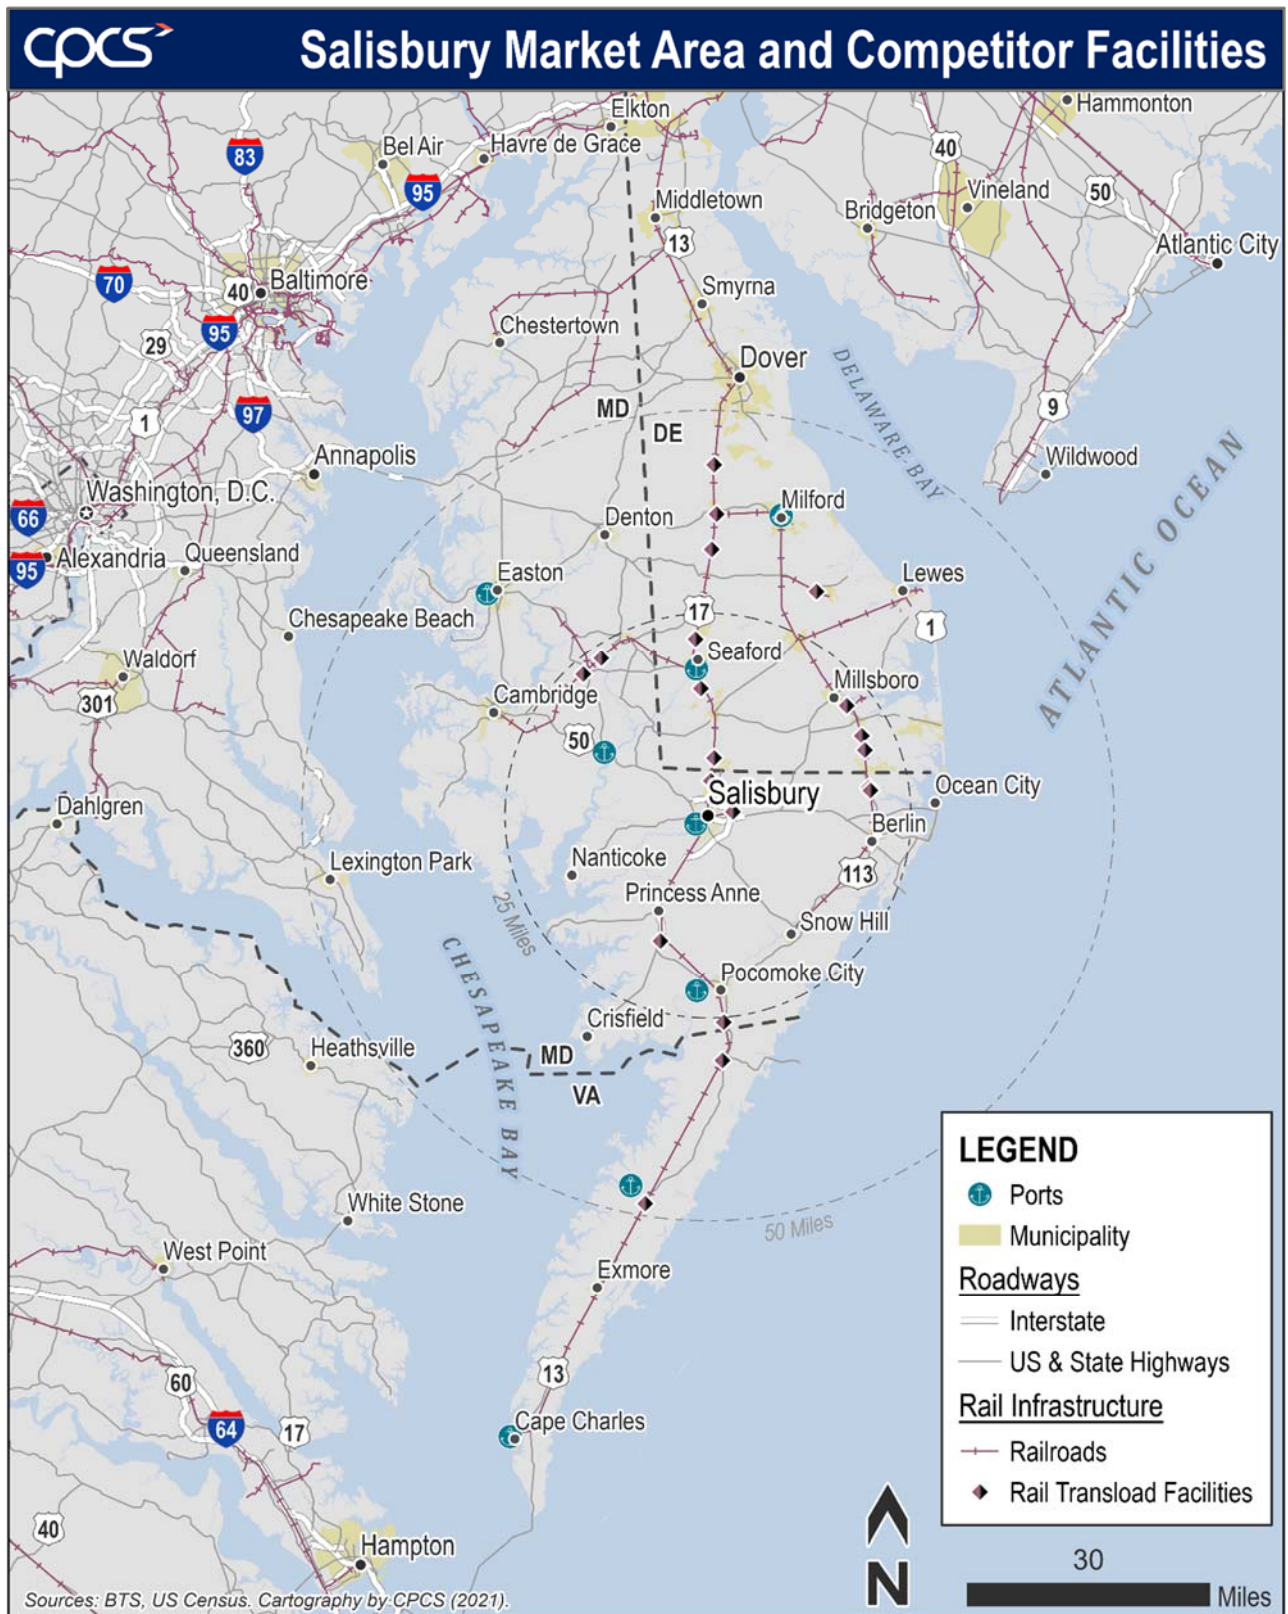 cpcs
Salisbury Market Area and Competitor Facilities
Elkton
Hammonton
83
Bel Air
Havre de Grace
40
95
Vineland
50
Middletown
Bridgeton
13
Atlantic City
70
40
Baltimore
Smyrna
95
29
Chestertown
Dover
DELAWARE BAY
97
1
MD
9
DE
Annapolis
Wildwood
Washington, D.C.
66
Milford
Denton
95
Alexandria
Queensland
Easton
Lewes
Chesapeake Beach
17
1
ATLANTIC OCEAN
Waldorf
Seaford
301
Cambridge
Millsboro
50
Dahlgren
Salisbury
Ocean City
Berlin
Lexington Park
Nanticoke
113
Princess Anne
25 Miles
Snow Hill
CHESAPEAKE BAY
Pocomoke City
Crisfield
360
Heathsville
MD
VA
LEGEND
Ports
Municipality
Roadways
Interstate
US & State Highways
Rail Infrastructure
Railroads
Rail Transload Facilities
White Stone
50 Miles
West Point
Exmore
13
60
64
17
Cape Charles
40
Hampton
N
30
Miles
Sources: BTS, US Census. Cartography by CPCS (2021).